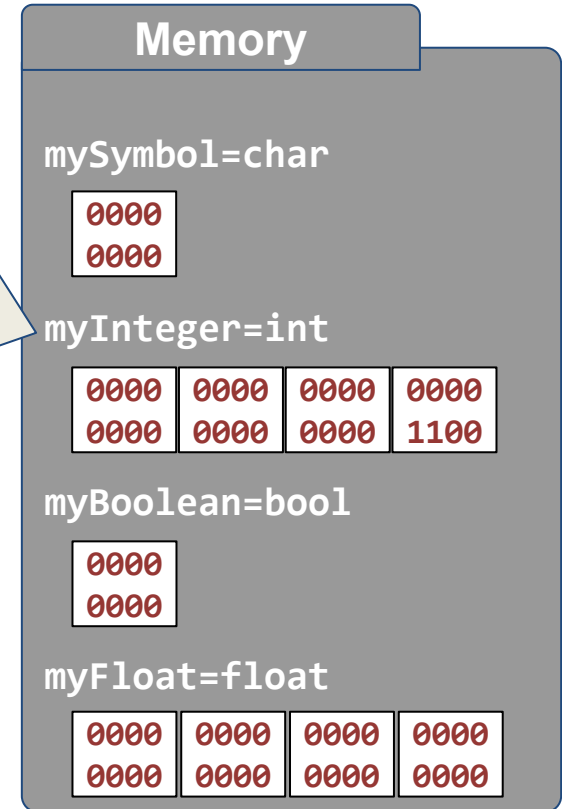 Memory
mySymbol=char
0000
0000
myInteger=int
0000 0000 0000 0000
0000 0000 0000 1100
myBoolean=bool
0000
0000
myFloat=float
0000 0000 0000 0000
0000 0000 0000 0000